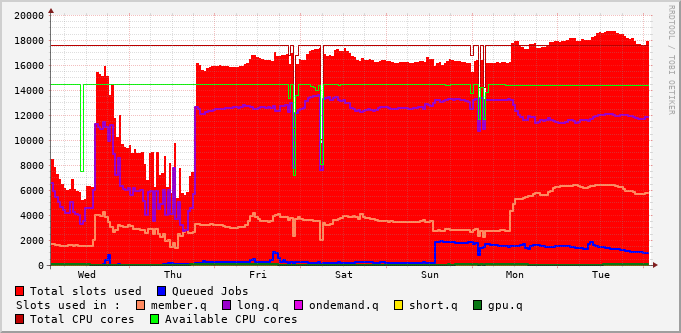 20000
18000
16000
14000
12000
10000
8000
6000
4000
2000
0
Wed Thu Fri Sat Sun Mon Tue
RRDTOOL / TOBI OETIKER
Total slots used Queued Jobs
Slots used in : member.q long.q ondemand.q short.q gpu.q
Total CPU cores Available CPU cores